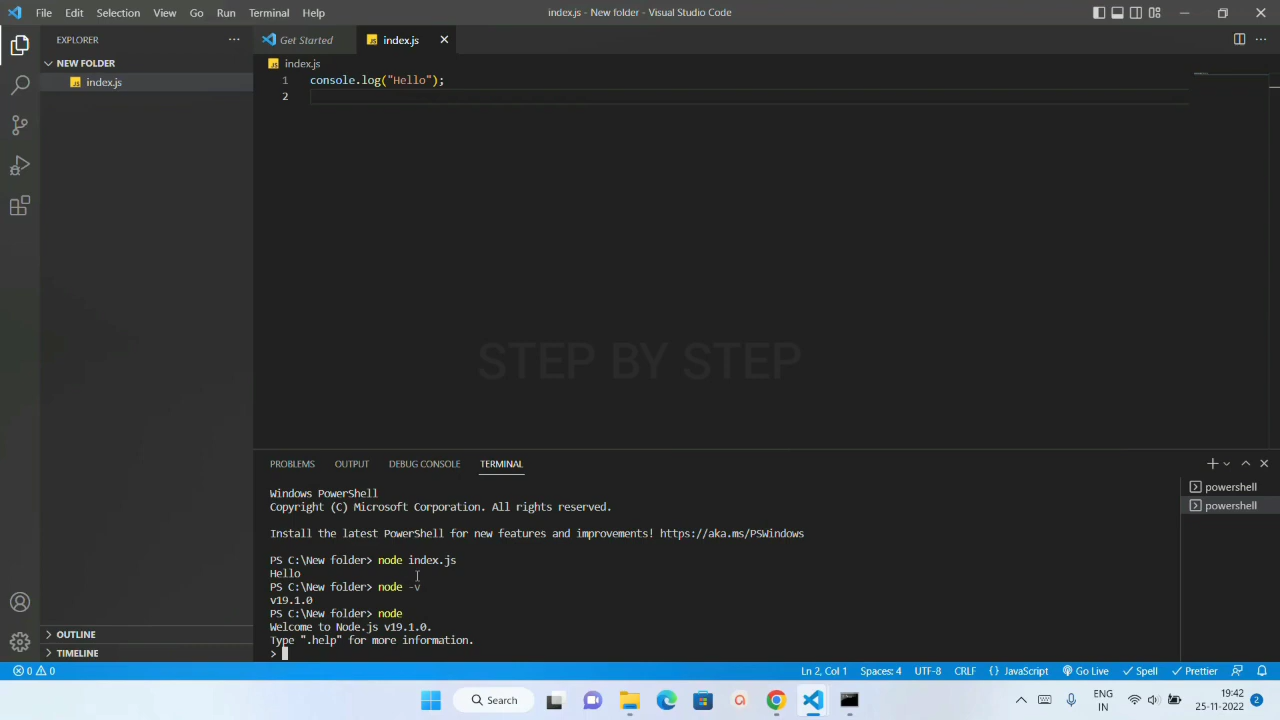 File Edit Selection View Go Run Terminal Help
index.js - New folder - Visual Studio Code
EXPLORER
NEW FOLDER
index.js
OUTLINE
TIMELINE
Get Started
index.js
index.js
1 console.log("Hello");
2
STEP BY STEP
PROBLEMS OUTPUT DEBUG CONSOLE TERMINAL
powershell
powershell
Windows PowerShell
Copyright (C) Microsoft Corporation. All rights reserved.
Install the latest PowerShell for new features and improvements! https://aka.ms/PSWindows
PS C:\New folder> node index.js
Hello
PS C:\New folder> node -v
v19.1.0
PS C:\New folder> node
Welcome to Node.js v19.1.0.
Type ".help" for more information.
>
0 0
Ln 2, Col 1 Spaces: 4 UTF-8 CRLF {} JavaScript Go Live Spell Prettier
Search
ENG
IN
19:42
25-11-2022
2